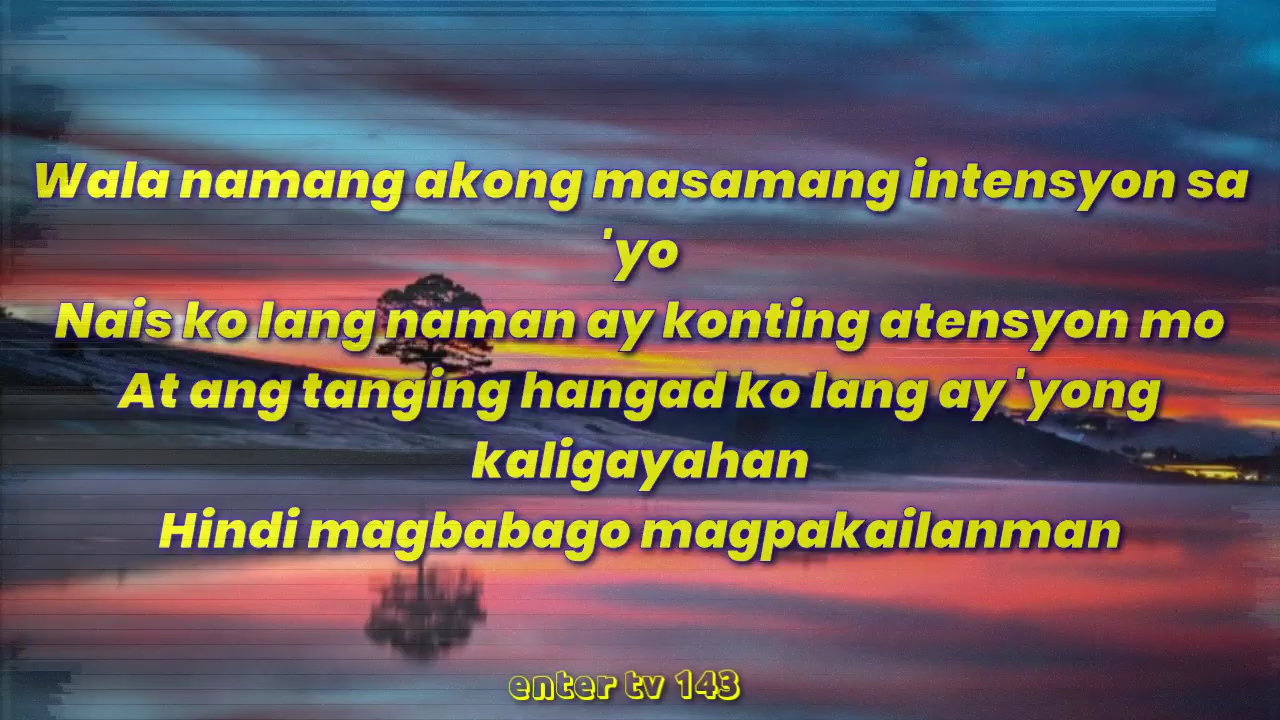 Wala namang akong masamang intensyon sa
'yo
Nais ko lang naman ay konting atensyon mo
At ang tanging hangad ko lang ay 'yong
kaligayahan
Hindi magbabago magpakailanman
enter tv 143